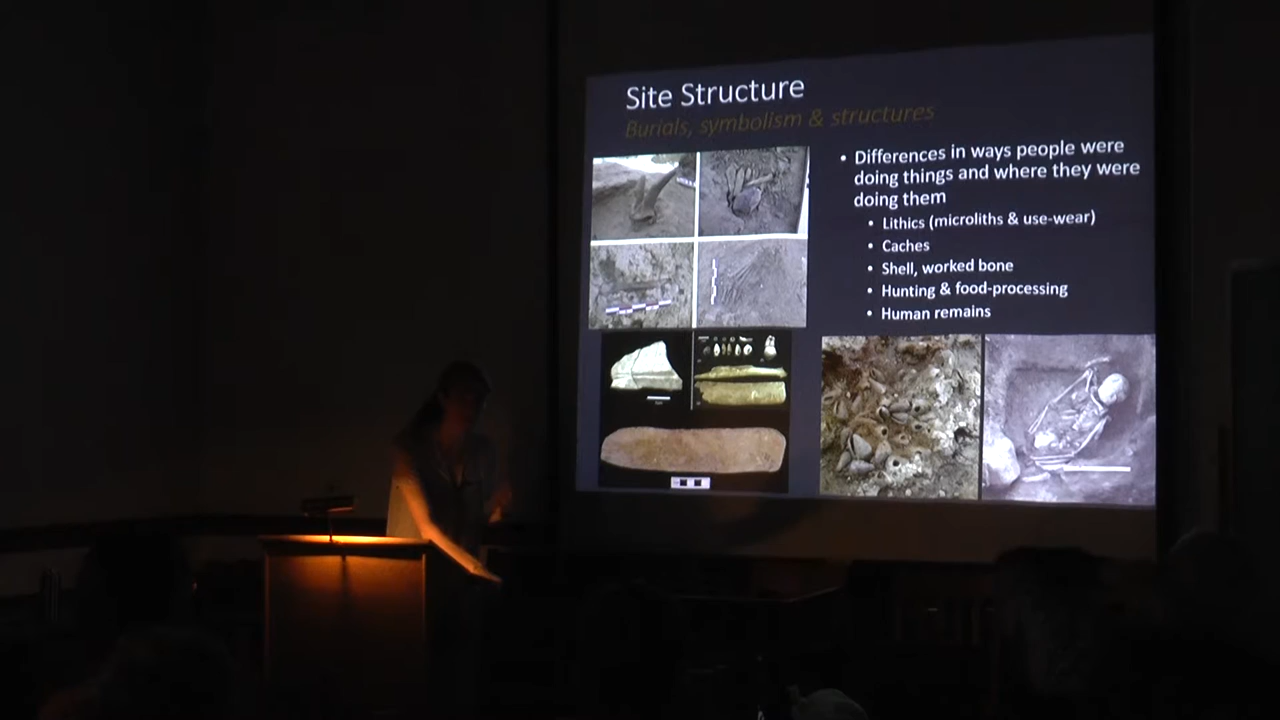 Site Structure
Burials, symbolism & structures
• Differences in ways people were
doing things and where they were
doing them
• Lithics (microliths & use-wear)
• Caches
• Shell, worked bone
• Hunting & food-processing
• Human remains